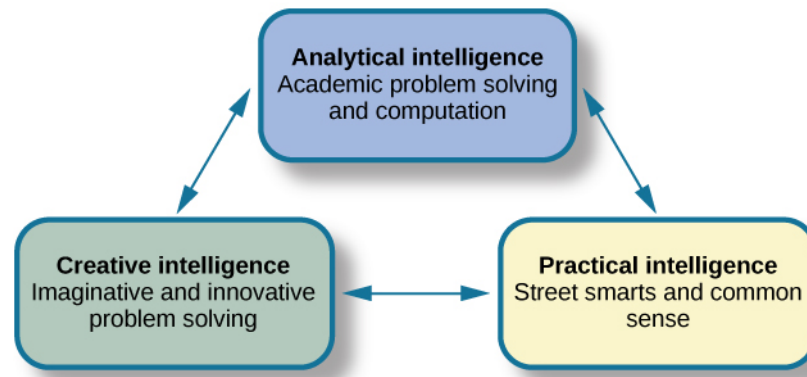 Analytical intelligence
Academic problem solving
and computation
Creative intelligence
Imaginative and innovative
problem solving
Practical intelligence
Street smarts and common
sense